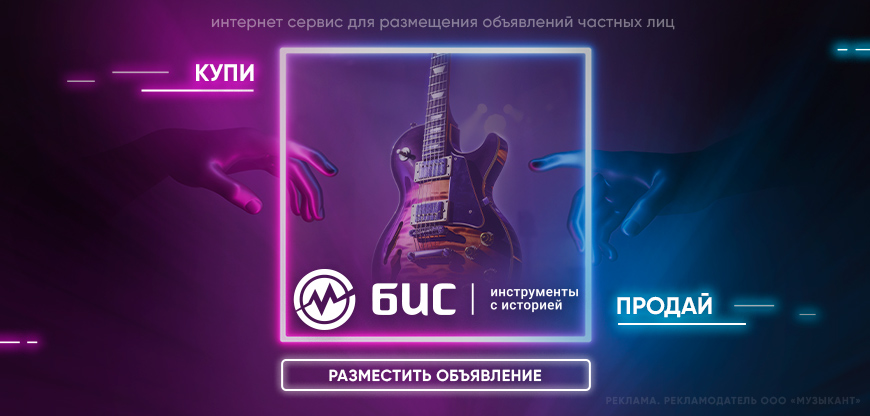 интернет сервис для размещения объявлений частных лиц
КУПИ
бис
инструменты
с историей
ПРОДАЙ
РАЗМЕСТИТЬ ОБЪЯВЛЕНИЕ
РЕКЛАМА. РЕКЛАМОДАТЕЛЬ ООО «МУЗЫКАНТ»